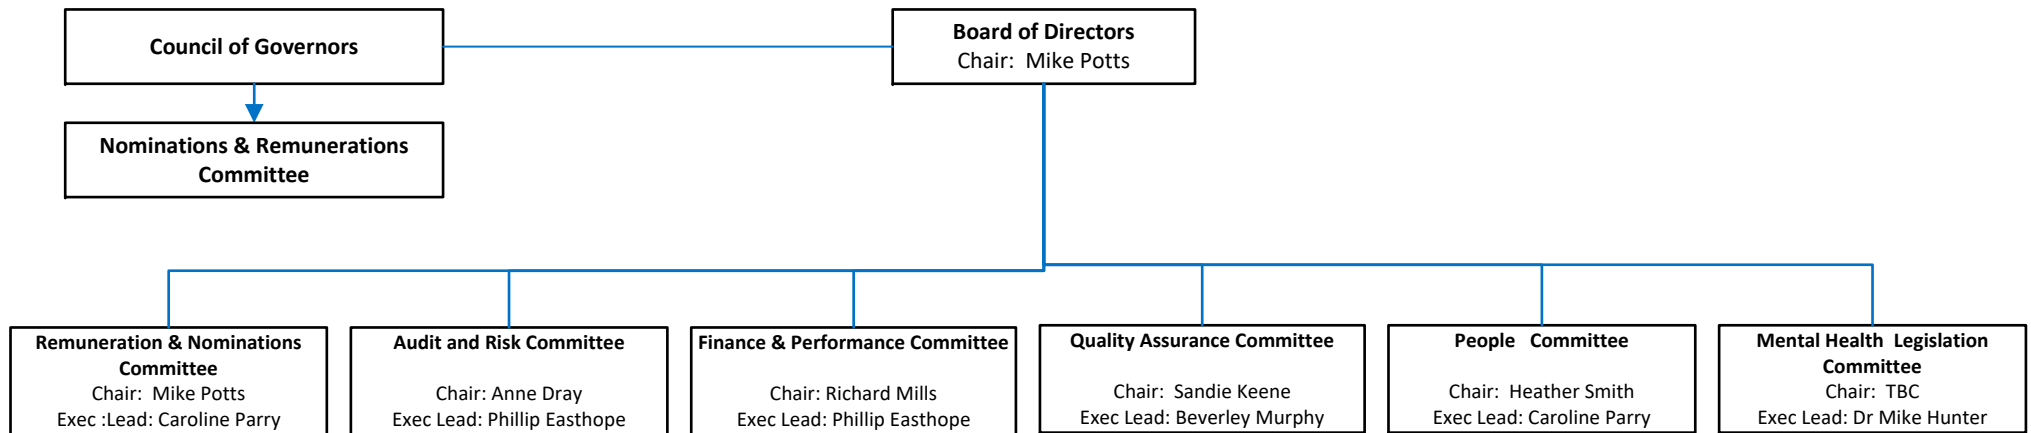 Council of Governors
Board of Directors
Chair:  Mike Potts
Nominations & Remunerations
Committee
Remuneration & Nominations
Committee
Chair:  Mike Potts
Exec :Lead: Caroline Parry
Audit and Risk Committee
Chair: Anne Dray
Exec Lead: Phillip Easthope
Finance & Performance Committee
Chair: Richard Mills
Exec Lead: Phillip Easthope
Quality Assurance Committee
Chair:  Sandie Keene
Exec Lead: Beverley Murphy
People   Committee
Chair:  Heather Smith
Exec Lead: Caroline Parry
Mental Health  Legislation
Committee
Chair:  TBC
Exec Lead: Dr Mike Hunter